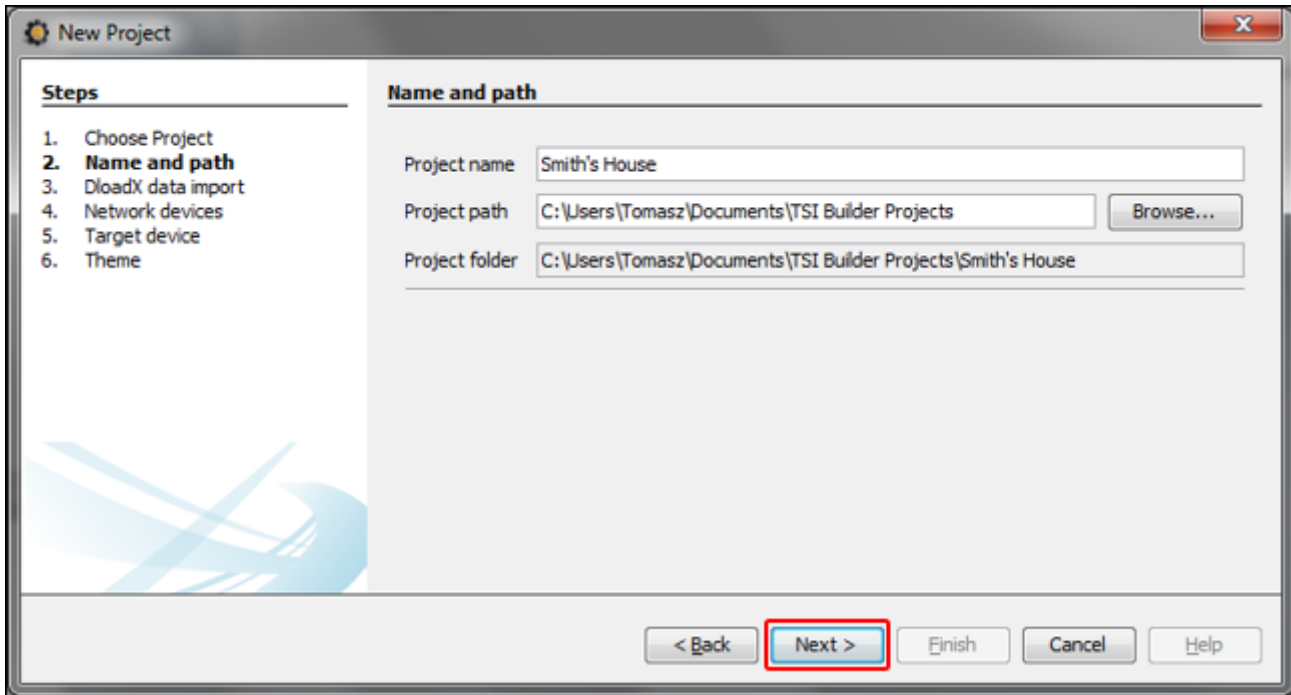 New Project
Steps
1. Choose Project
2. Name and path
3. DloadX data import
4. Network devices
5. Target device
6. Theme
Name and path
Project name Smith's House
Project path C:\Users\Tomasz\Documents\TSI Builder Projects Browse...
Project folder C:\Users\Tomasz\Documents\TSI Builder Projects\Smith's House
< Back Next > Finish Cancel Help